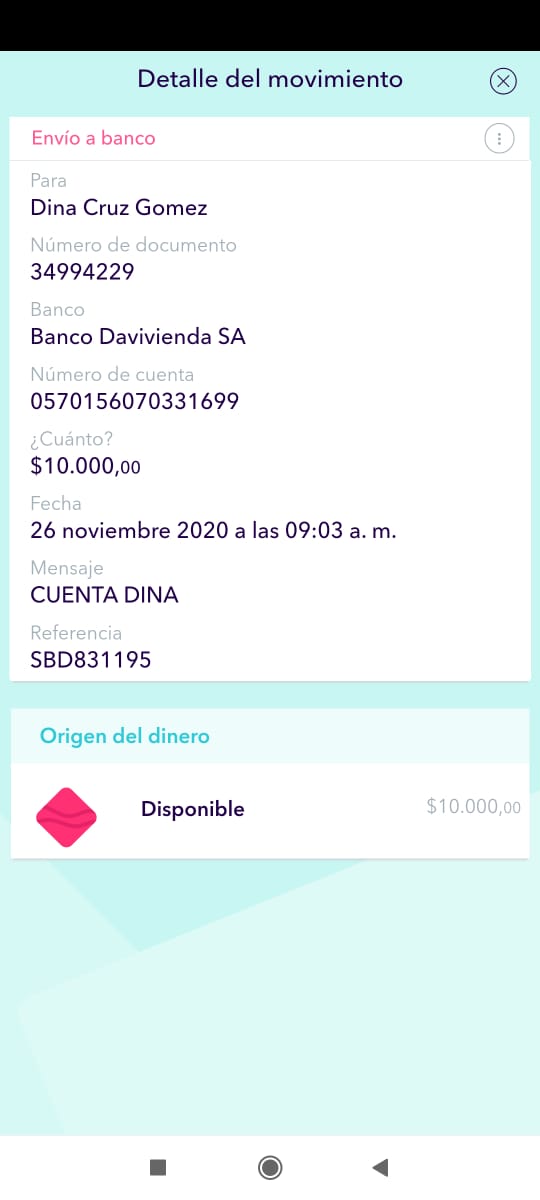 Detalle del movimiento
Envío a banco
Para
Dina Cruz Gomez
Número de documento
34994229
Banco
Banco Davivienda SA
Número de cuenta
0570156070331699
¿Cuánto?
$10.000,00
Fecha
26 noviembre 2020 a las 09:03 a. m.
Mensaje
CUENTA DINA
Referencia
SBD831195
Origen del dinero
Disponible $10.000,00